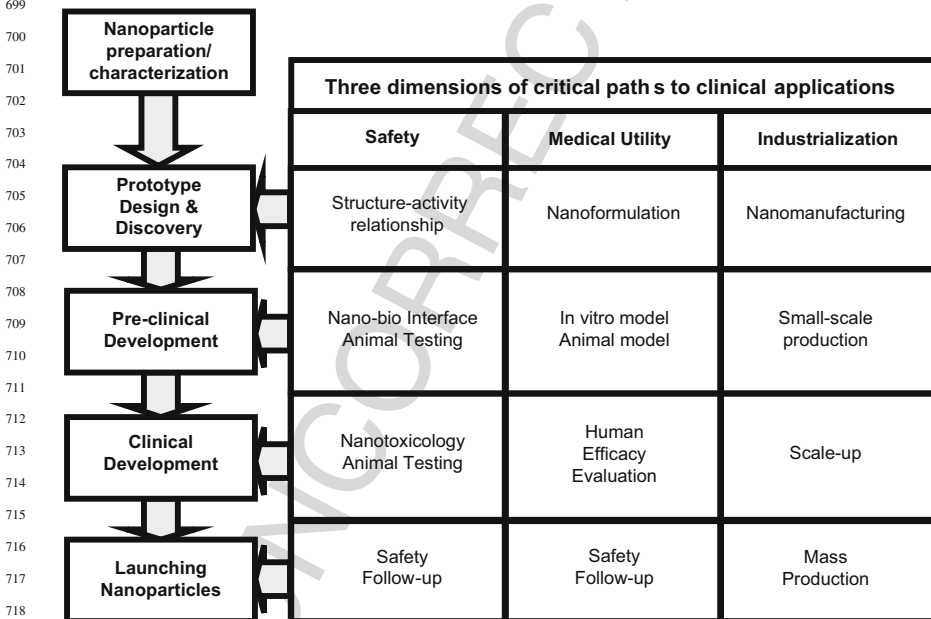 699
700
701
702
703
704
705
706
707
708
709
710
711
712
713
714
715
716
717
718
Nanoparticle
preparation/
characterization
Prototype
Design &
Discovery
Pre-clinical
Development
Clinical
Development
Launching
Nanoparticles
Three dimensions of critical path s to clinical applications
Safety
Medical Utility
Industrialization
Structure-activity
relationship
Nanoformulation
Nanomanufacturing
Nano-bio Interface
Animal Testing
In vitro model
Animal model
Small-scale
production
Nanotoxicology
Animal Testing
Human
Efficacy
Evaluation
Scale-up
Safety
Follow-up
Safety
Follow-up
Mass
Production
UNCORREC